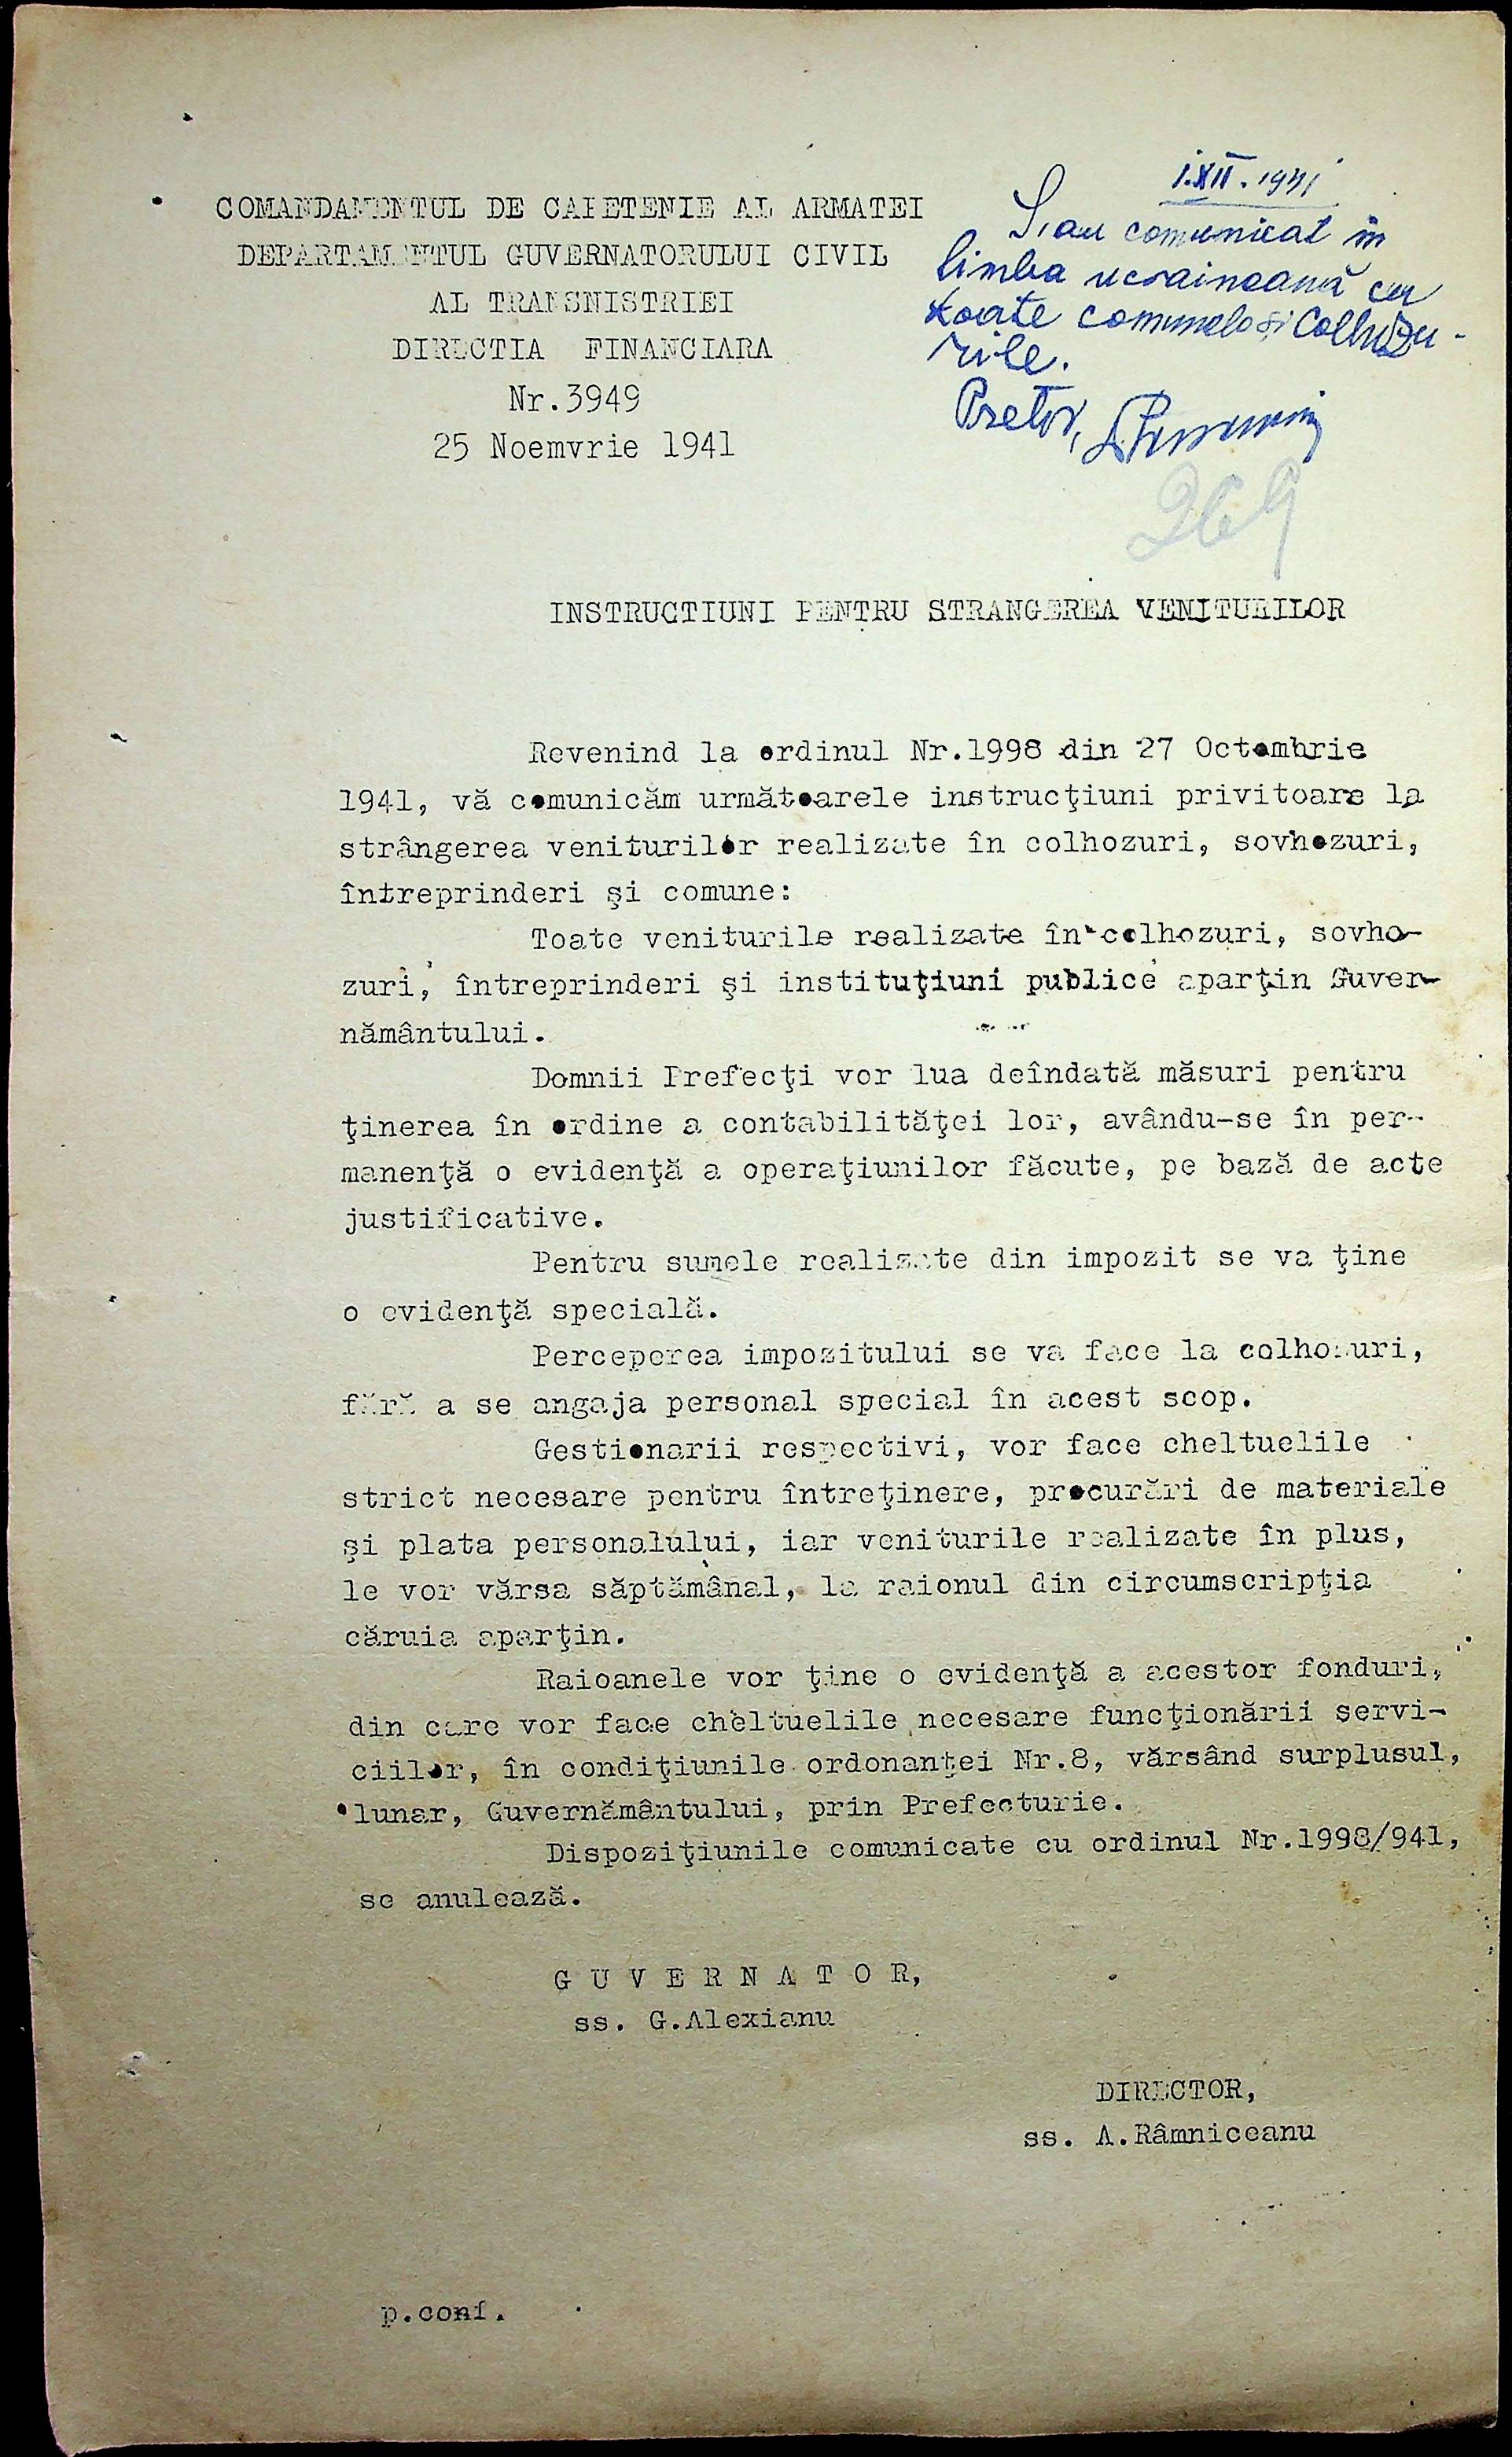 COMANDAMENTUL DE CAPETENIE AL ARMATEI
DEPARTAMENTUL GUVERNATORULUI CIVIL
AL TRANSNISTRIEI
DIRECTIA FINANCIARA
Nr.3949
25 Noemvrie 1941
1.XII.1941
S'au comunicat în
limba ucraineană cu
toate comunele și Colhozu-
rile.
Pretor,
269
INSTRUCTIUNI PENTRU STRANGEREA VENITURILOR
Revenind la ordinul Nr.1998 din 27 Octombrie
1941, vă comunicăm următoarele instrucţiuni privitoare la
strângerea veniturilor realizate în colhozuri, sovhozuri,
întreprinderi şi comune:
Toate veniturile realizate în colhozuri, sovho-
zuri, întreprinderi şi instituţiuni publice aparţin Guver-
nământului.
Domnii Prefecţi vor lua deîndată măsuri pentru
ţinerea în ordine a contabilităţei lor, avându-se în per-
manenţă o evidenţă a operaţiunilor făcute, pe bază de acte
justificative.
Pentru sumele realizate din impozit se va ţine
o evidenţă specială.
Perceperea impozitului se va face la colhozuri,
fără a se angaja personal special în acest scop.
Gestionarii respectivi, vor face cheltuelile
strict necesare pentru întreţinere, procurări de materiale
şi plata personalului, iar veniturile realizate în plus,
le vor vărsa săptămânal, la raionul din circumscripţia
căruia aparţin.
Raioanele vor ţine o evidenţă a acestor fonduri,
din care vor face cheltuelile necesare funcţionării servi-
ciilor, în condiţiunile ordonanţei Nr.8, vărsând surplusul,
lunar, Guvernământului, prin Prefecturie.
Dispoziţiunile comunicate cu ordinul Nr.1998/941,
se anulează.
G U V E R N A T O R,
ss. G.Alexianu
DIRECTOR,
ss. A.Râmniceanu
p.conf.